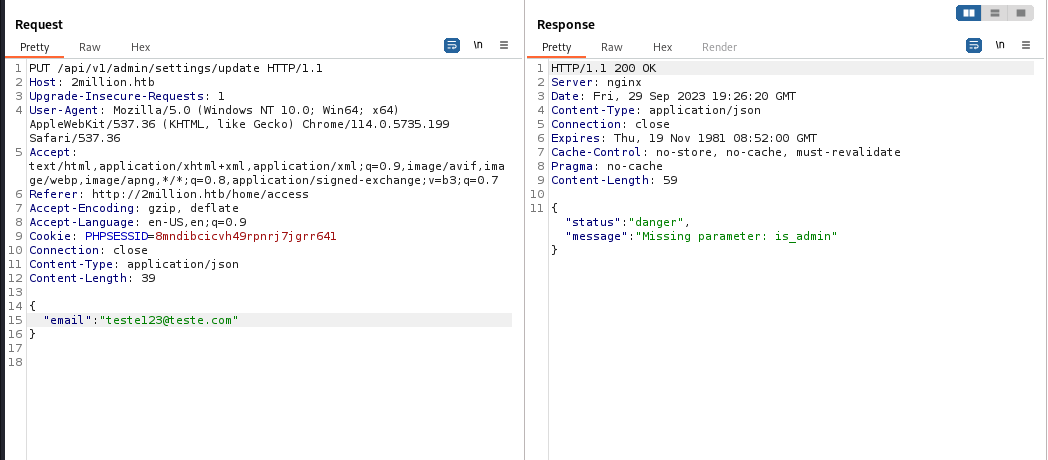 Request
Pretty Raw Hex \n
1 PUT /api/v1/admin/settings/update HTTP/1.1
2 Host: 2million.htb
3 Upgrade-Insecure-Requests: 1
4 User-Agent: Mozilla/5.0 (Windows NT 10.0; Win64; x64)
AppleWebKit/537.36 (KHTML, like Gecko) Chrome/114.0.5735.199
Safari/537.36
5 Accept:
text/html,application/xhtml+xml,application/xml;q=0.9,image/avif,ima
ge/webp,image/apng,*/*;q=0.8,application/signed-exchange;v=b3;q=0.7
6 Referer: http://2million.htb/home/access
7 Accept-Encoding: gzip, deflate
8 Accept-Language: en-US,en;q=0.9
9 Cookie: PHPSESSID=8mndibcicvh49rpnrj7jgrr641
10 Connection: close
11 Content-Type: application/json
12 Content-Length: 39
13
14 {
15 "email":"teste123@teste.com"
16 }
17
18
Response
Pretty Raw Hex Render \n
1 HTTP/1.1 200 OK
2 Server: nginx
3 Date: Fri, 29 Sep 2023 19:26:20 GMT
4 Content-Type: application/json
5 Connection: close
6 Expires: Thu, 19 Nov 1981 08:52:00 GMT
7 Cache-Control: no-store, no-cache, must-revalidate
8 Pragma: no-cache
9 Content-Length: 59
10
11 {
"status":"danger",
"message":"Missing parameter: is_admin"
}